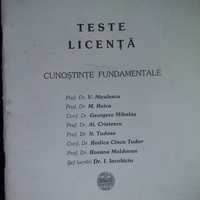 TESTE
LICENȚĂ
CUNOȘTINȚE FUNDAMENTALE
Prof. Dr. V. Niculescu
Prof. Dr. M. Raica
Conf. Dr. Georgeta Mihalaș
Prof. Dr. Al. Cristescu
Prof. Dr. N. Tudose
Conf. Dr. Rodica Cinca Tudor
Prof. Dr. Roxana Moldovan
Șef lucrări Dr. I. Iacobiciu